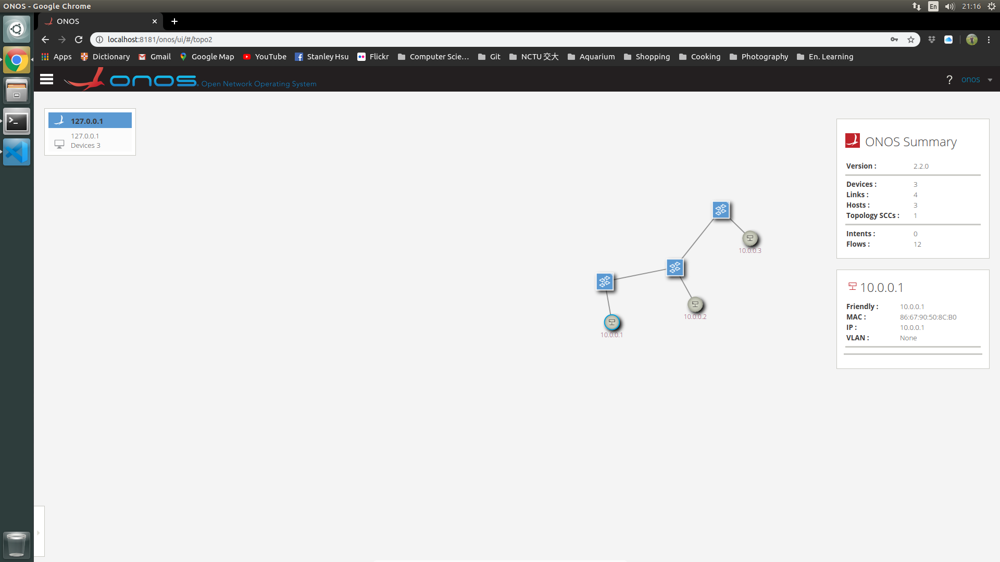 ONOS - Google Chrome
En
21:16
ONOS
localhost:8181/onos/ui/#/topo2
Apps
Dictionary
Gmail
Google Map
YouTube
Stanley Hsu
Flickr
Computer Scie...
Git
NCTU 交大
Aquarium
Shopping
Cooking
Photography
En. Learning
onos Open Network Operating System
? onos
127.0.0.1
127.0.0.1
Devices 3
ONOS Summary
Version : 2.2.0
Devices : 3
Links : 4
Hosts : 3
Topology SCCs : 1
Intents : 0
Flows : 12
10.0.0.3
10.0.0.2
10.0.0.1
10.0.0.1
Friendly : 10.0.0.1
MAC : 86:67:90:50:8C:B0
IP : 10.0.0.1
VLAN : None